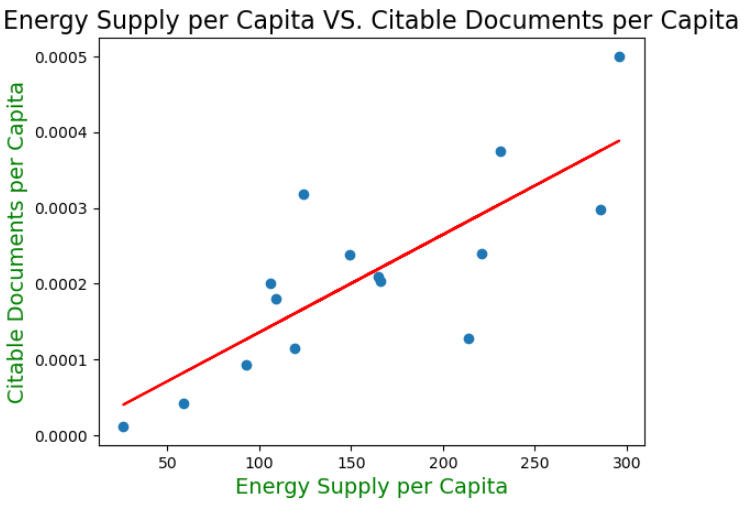 Energy Supply per Capita VS. Citable Documents per Capita
0.0005
0.0004
0.0003
0.0002
0.0001
0.0000
Citable Documents per Capita
50 100 150 200 250 300
Energy Supply per Capita